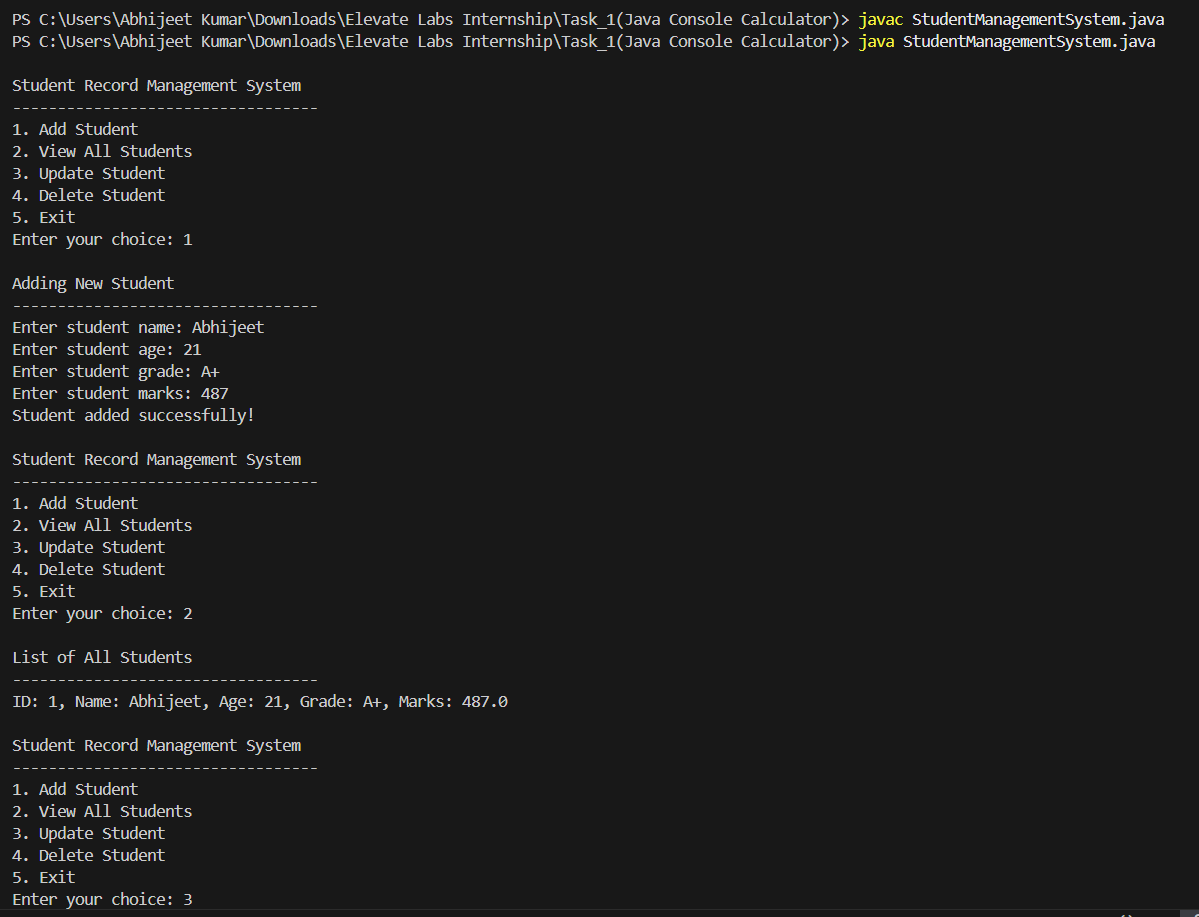 PS C:\Users\Abhijeet Kumar\Downloads\Elevate Labs Internship\Task_1(Java Console Calculator)> javac StudentManagementSystem.java
PS C:\Users\Abhijeet Kumar\Downloads\Elevate Labs Internship\Task_1(Java Console Calculator)> java StudentManagementSystem.java
Student Record Management System
----------------------------------
1. Add Student
2. View All Students
3. Update Student
4. Delete Student
5. Exit
Enter your choice: 1
Adding New Student
----------------------------------
Enter student name: Abhijeet
Enter student age: 21
Enter student grade: A+
Enter student marks: 487
Student added successfully!
Student Record Management System
----------------------------------
1. Add Student
2. View All Students
3. Update Student
4. Delete Student
5. Exit
Enter your choice: 2
List of All Students
----------------------------------
ID: 1, Name: Abhijeet, Age: 21, Grade: A+, Marks: 487.0
Student Record Management System
----------------------------------
1. Add Student
2. View All Students
3. Update Student
4. Delete Student
5. Exit
Enter your choice: 3